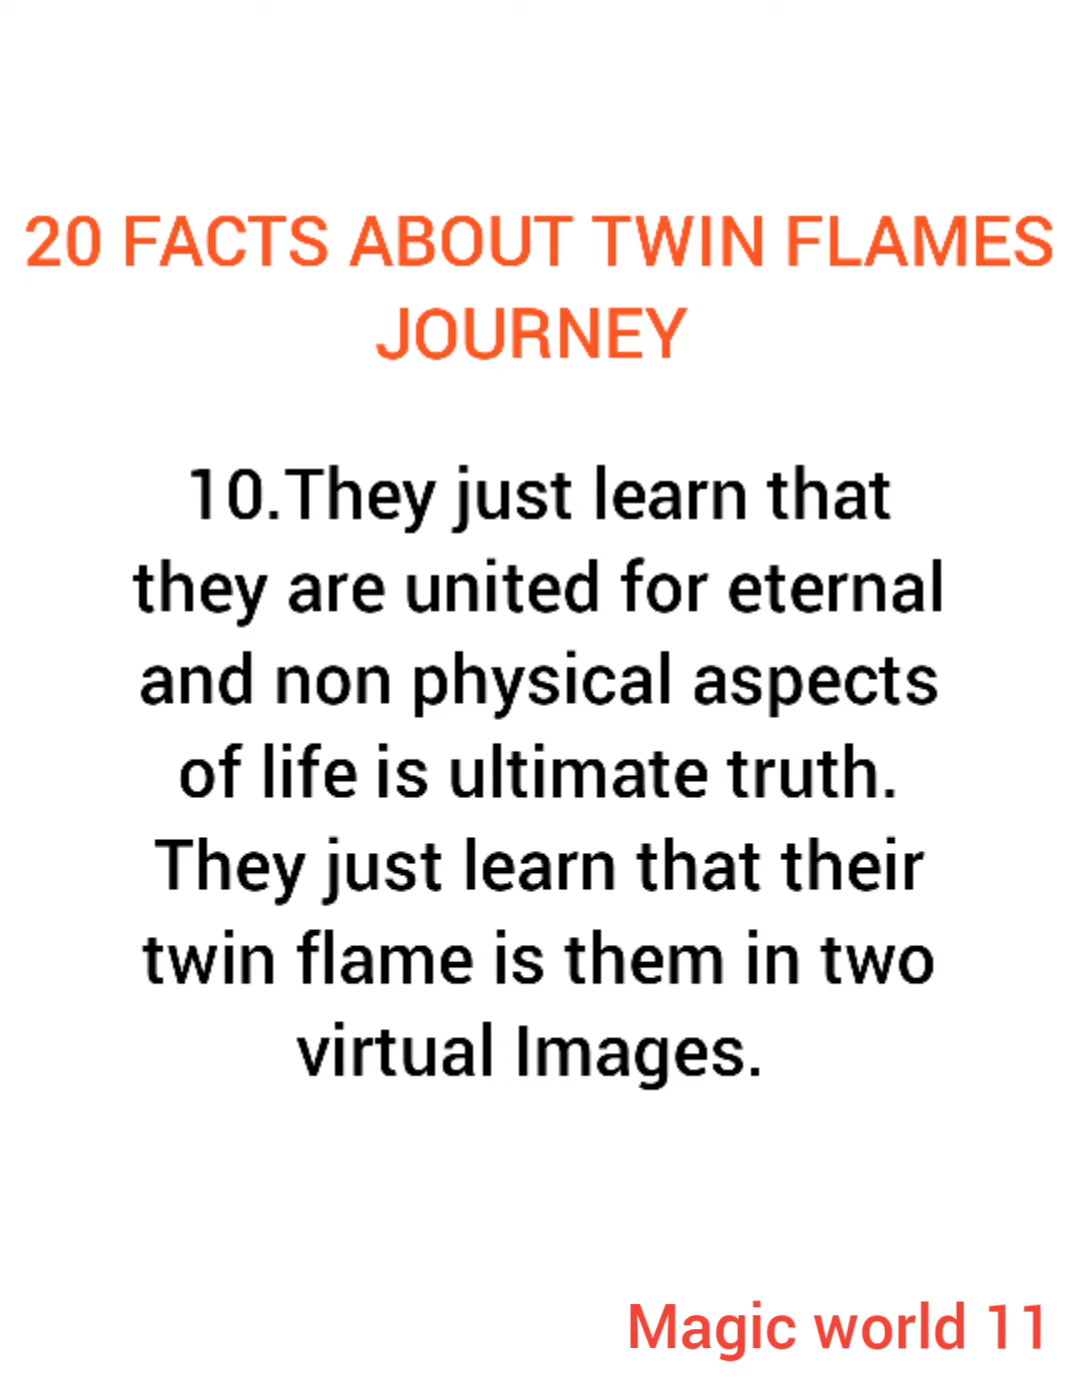 20 FACTS ABOUT TWIN FLAMES
JOURNEY
10.They just learn that
they are united for eternal
and non physical aspects
of life is ultimate truth.
They just learn that their
twin flame is them in two
virtual Images.
Magic world 11